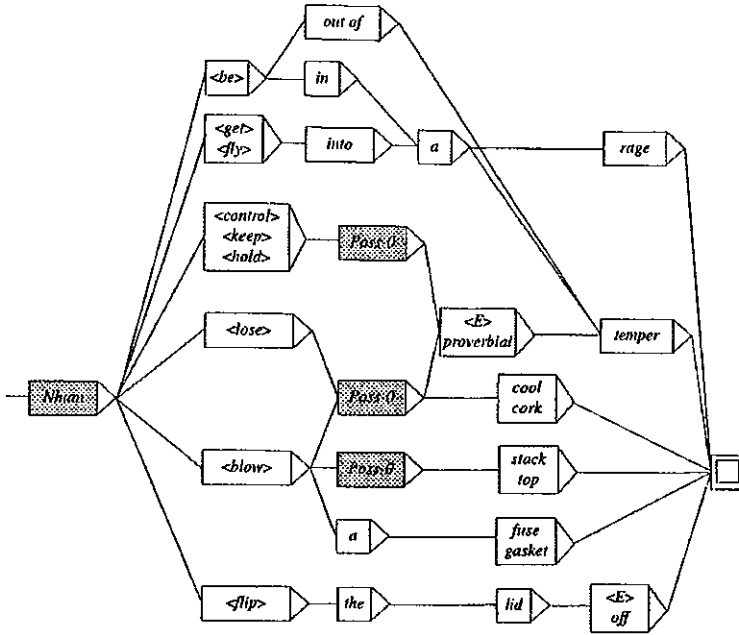 out of
<be>
in
<get>
<fly>
into
a
rage
<control>
<keep>
<hold>
Poss-0
<lose>
<E>
proverbial
temper
Nhum
Poss-0
cool
cork
<blow>
Poss-0
stack
top
a
fuse
gasket
<flip>
the
lid
<E>
off